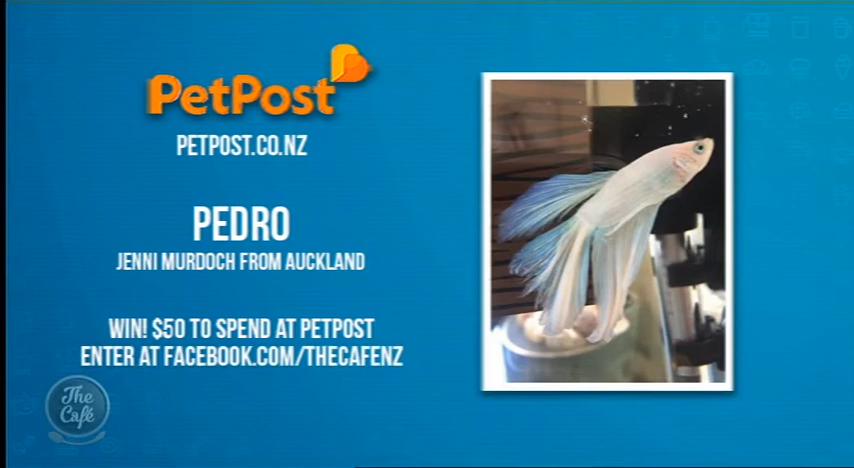 PetPost
PETPOST.CO.NZ
PEDRO
JENNI MURDOCH FROM AUCKLAND
WIN! $50 TO SPEND AT PETPOST
ENTER AT FACEBOOK.COM/THECAFENZ
The
Café